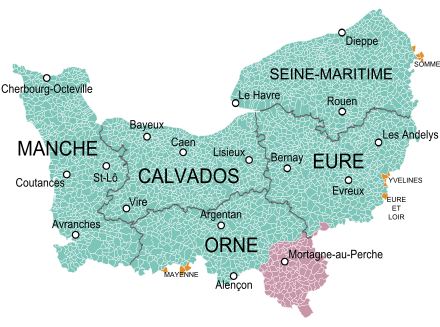 Dieppe
SOMME
SEINE-MARITIME
Cherbourg-Octeville
Le Havre
Rouen
Bayeux
Les Andelys
Caen
MANCHE
Lisieux
Bernay
EURE
St-Lô
CALVADOS
Coutances
Evreux
YVELINES
Vire
EURE
ET
LOIR
Avranches
Argentan
ORNE
Mortagne-au-Perche
MAYENNE
Alençon